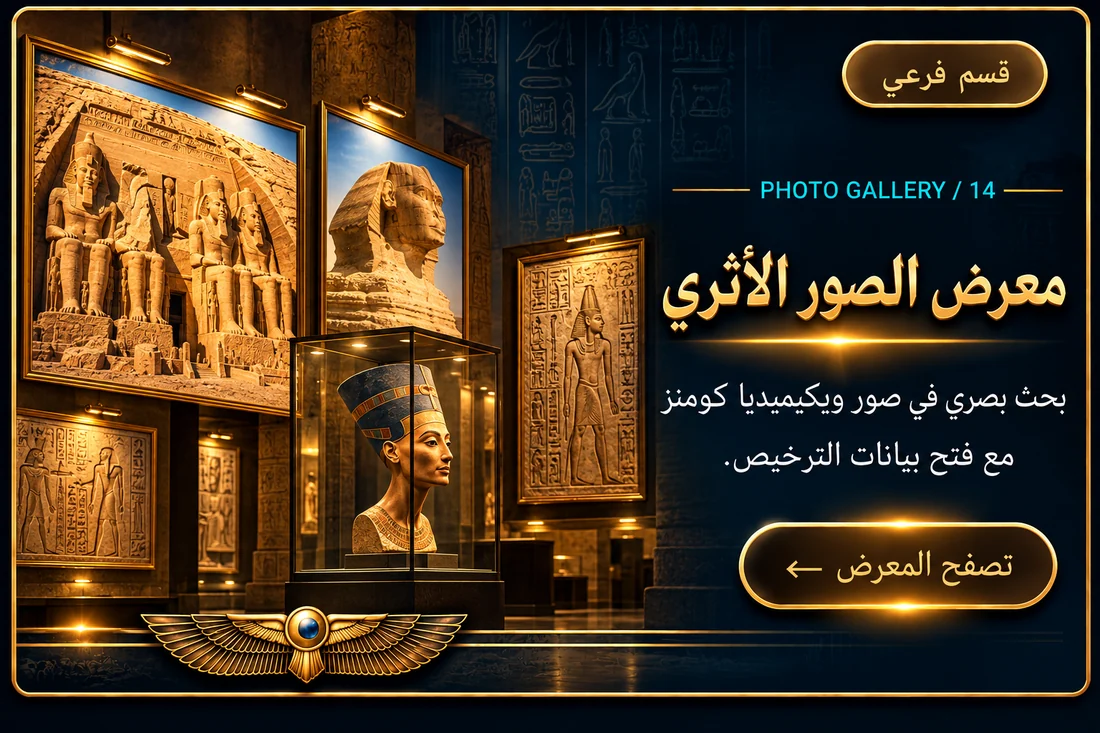 قسم فرعي
PHOTO GALLERY / 14
معرض الصور الأثري
بحث بصري في صور ويكيميديا كومنز
مع فتح بيانات الترخيص.
تصفح المعرض ←